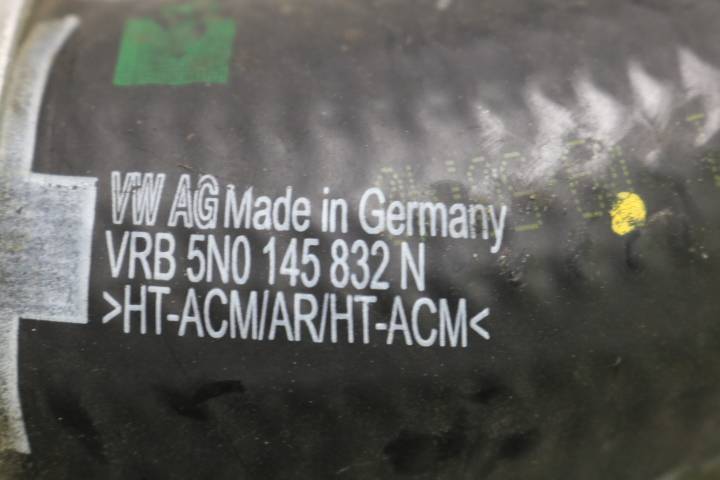 VW AG Made in Germany
VRB 5N0 145 832 N
>HT-ACM/AR/HT-ACM<